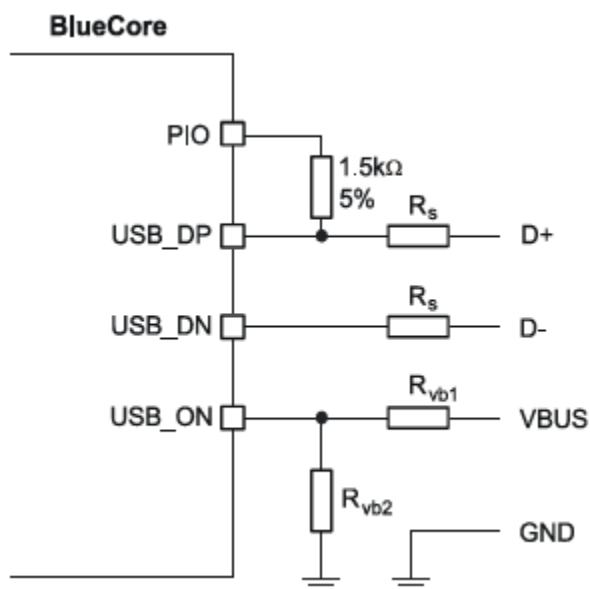 BlueCore
PIO
1.5kΩ
5%
USB_DP
Rs
D+
USB_DN
Rs
D-
USB_ON
Rvb1
VBUS
Rvb2
GND